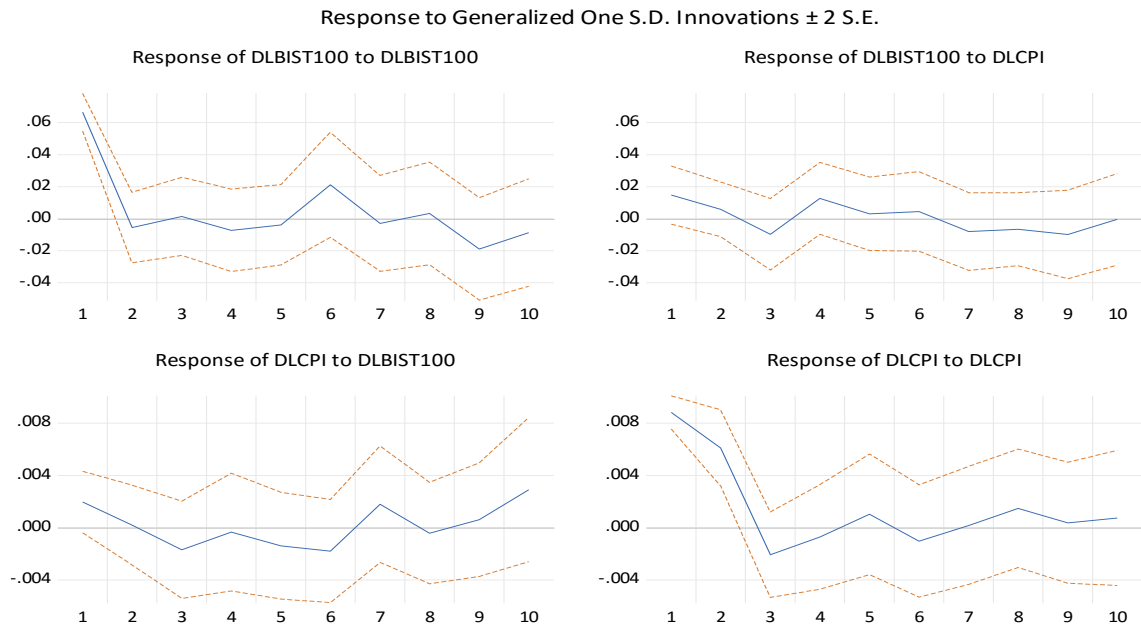 Response to Generalized One S.D. Innovations ± 2 S.E.
Response of DLBIST100 to DLBIST100
.06
.04
.02
.00
-.02
-.04
1 2 3 4 5 6 7 8 9 10
Response of DLBIST100 to DLCPI
.06
.04
.02
.00
-.02
-.04
1 2 3 4 5 6 7 8 9 10
Response of DLCPI to DLBIST100
.008
.004
.000
-.004
1 2 3 4 5 6 7 8 9 10
Response of DLCPI to DLCPI
.008
.004
.000
-.004
1 2 3 4 5 6 7 8 9 10